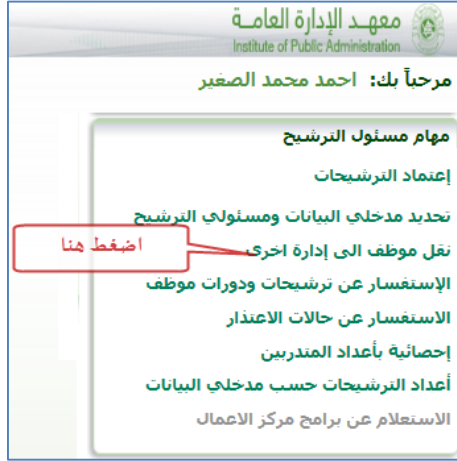 معهـد الإدارة العامـة
Institute of Public Administration
مرحباً بك: احمد محمد الصغير
مهام مسئول الترشيح
إعتماد الترشيحات
تحديد مدخلي البيانات ومسئولي الترشيح
نقل موظف الى إدارة اخرى
اضغط هنا
الإستفسار عن ترشيحات ودورات موظف
الاستفسار عن حالات الاعتذار
إحصائية بأعداد المتدربين
أعداد الترشيحات حسب مدخلي البيانات
الاستعلام عن برامج مركز الاعمال